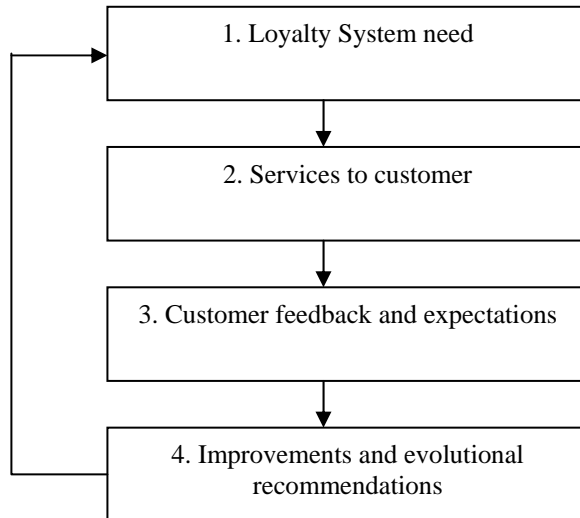 1. Loyalty System need
2. Services to customer
3. Customer feedback and expectations
4. Improvements and evolutional
recommendations